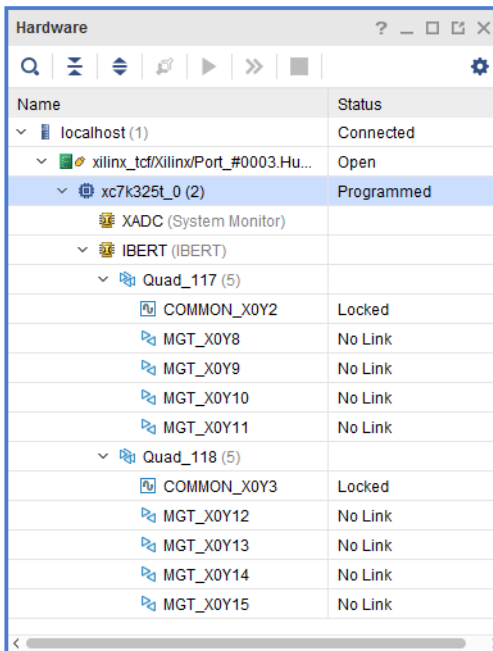 Hardware
Name Status
localhost (1) Connected
xilinx_tcf/Xilinx/Port_#0003.Hu... Open
xc7k325t_0 (2) Programmed
XADC (System Monitor)
IBERT (IBERT)
Quad_117 (5)
COMMON_X0Y2 Locked
MGT_X0Y8 No Link
MGT_X0Y9 No Link
MGT_X0Y10 No Link
MGT_X0Y11 No Link
Quad_118 (5)
COMMON_X0Y3 Locked
MGT_X0Y12 No Link
MGT_X0Y13 No Link
MGT_X0Y14 No Link
MGT_X0Y15 No Link